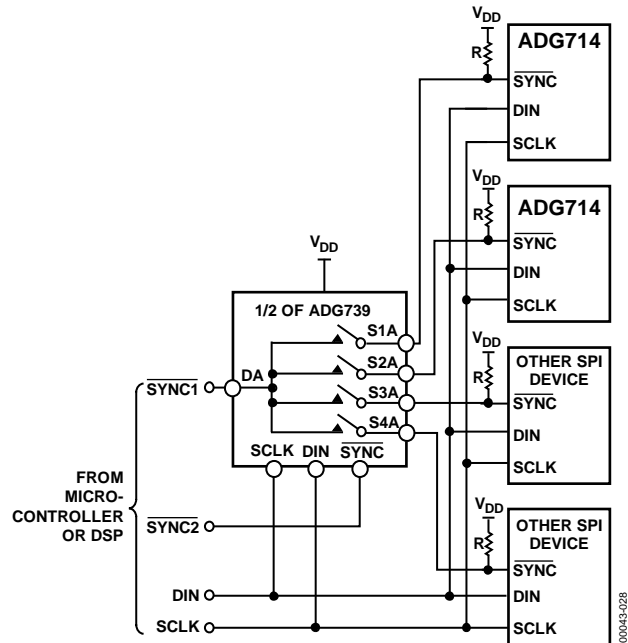 VDD
R
ADG714
SYNC
DIN
SCLK
VDD
R
ADG714
SYNC
DIN
SCLK
VDD
1/2 OF ADG739
S1A
S2A
S3A
S4A
DA
SCLK DIN SYNC
VDD
R
OTHER SPI
DEVICE
SYNC
DIN
SCLK
VDD
R
OTHER SPI
DEVICE
SYNC
DIN
SCLK
FROM
MICRO-
CONTROLLER
OR DSP
SYNC1
SYNC2
DIN
SCLK
00043-028